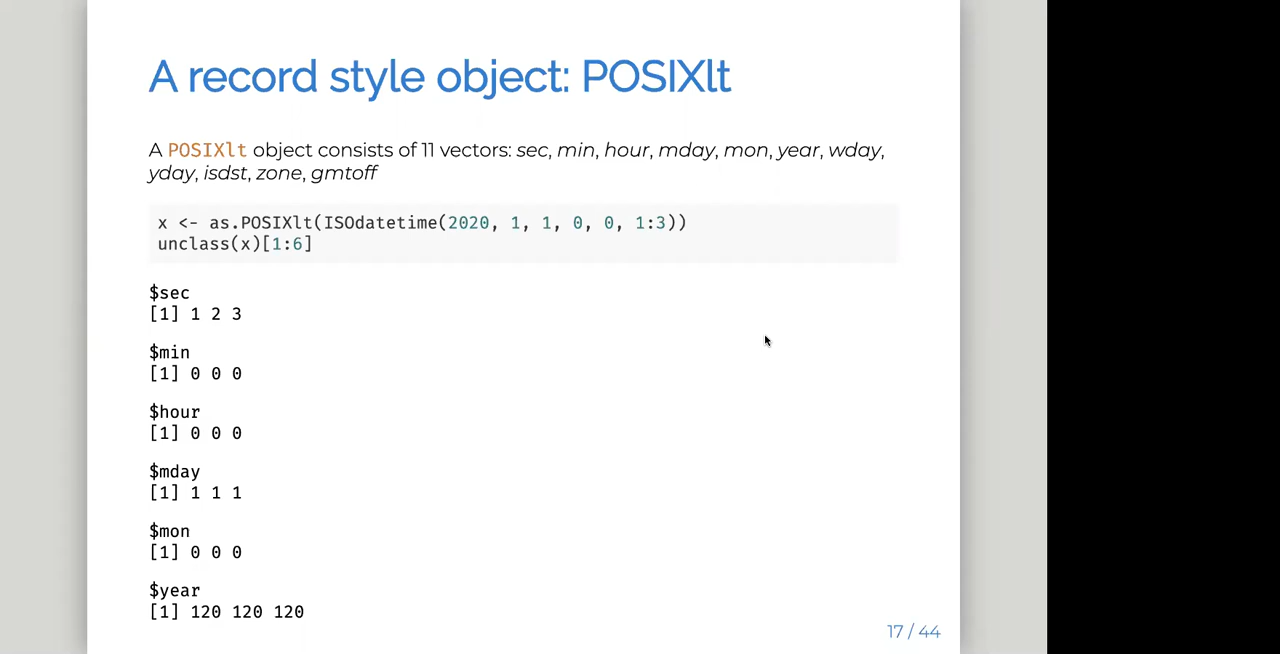 A record style object: POSIXlt
A POSIXlt object consists of 11 vectors: sec, min, hour, mday, mon, year, wday,
yday, isdst, zone, gmtoff
x <- as.POSIXlt(ISOdatetime(2020, 1, 1, 0, 0, 1:3))
unclass(x)[1:6]
$sec
[1] 1 2 3
$min
[1] 0 0 0
$hour
[1] 0 0 0
$mday
[1] 1 1 1
$mon
[1] 0 0 0
$year
[1] 120 120 120
17 / 44